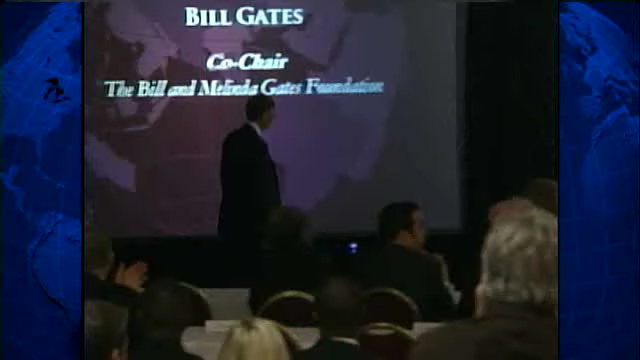 BILL GATES
Co-Chair
The Bill and Melinda Gates Foundation